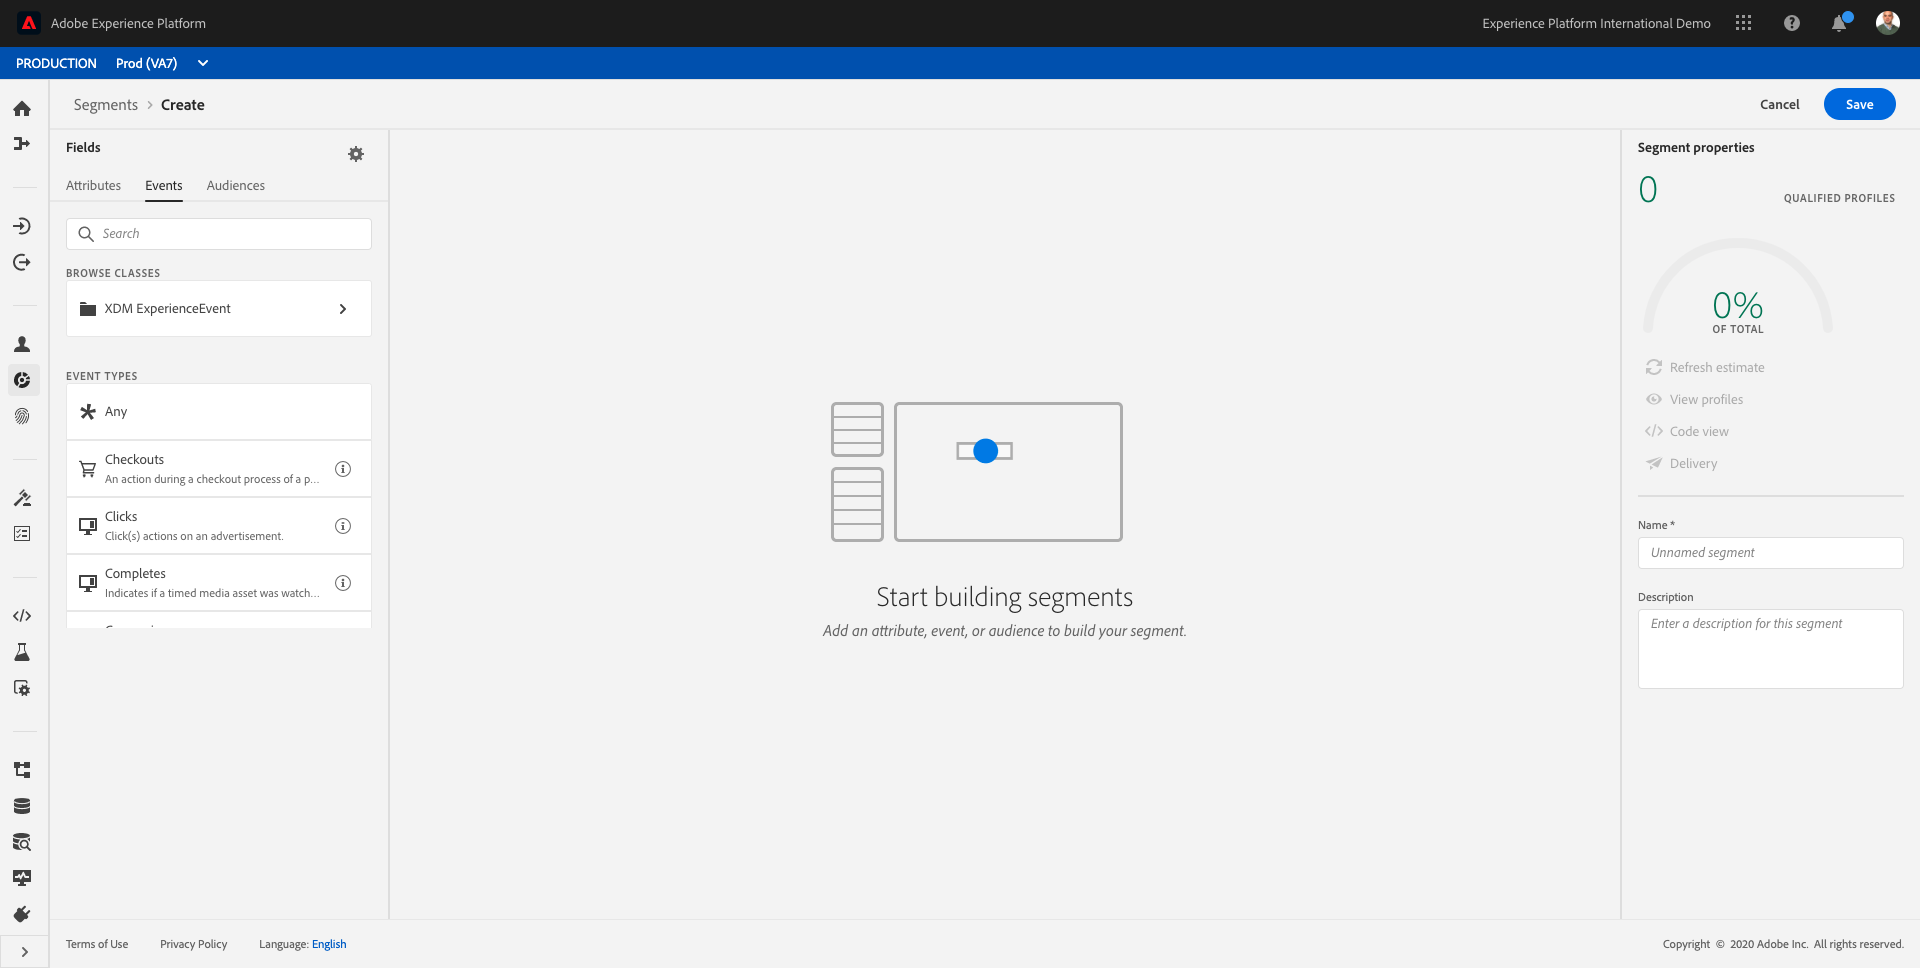 Adobe Experience Platform
Experience Platform International Demo
PRODUCTION Prod (VA7)
Segments > Create
Cancel
Save
Fields
Attributes Events Audiences
Search
BROWSE CLASSES
XDM ExperienceEvent
EVENT TYPES
Any
Checkouts
An action during a checkout process of a p...
Clicks
Click(s) actions on an advertisement.
Completes
Indicates if a timed media asset was watch...
Start building segments
Add an attribute, event, or audience to build your segment.
Segment properties
0
QUALIFIED PROFILES
0%
OF TOTAL
Refresh estimate
View profiles
Code view
Delivery
Name *
Unnamed segment
Description
Enter a description for this segment
Terms of Use Privacy Policy Language: English
Copyright © 2020 Adobe Inc. All rights reserved.